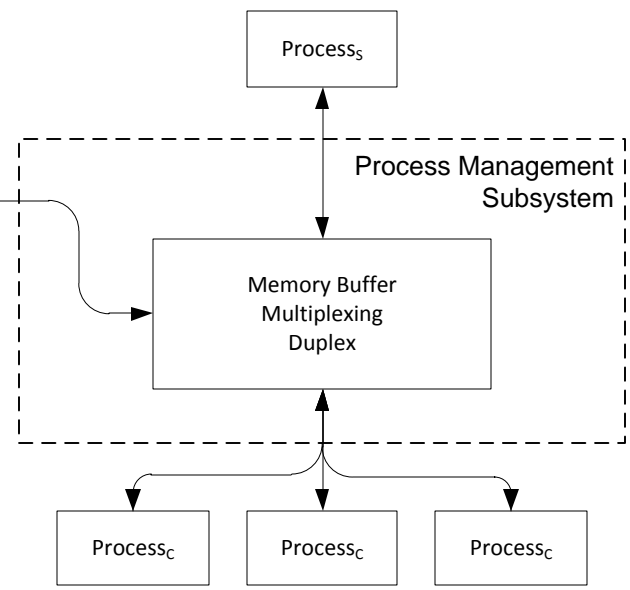 Process_S
Process Management
Subsystem
Memory Buffer
Multiplexing
Duplex
Process_C
Process_C
Process_C